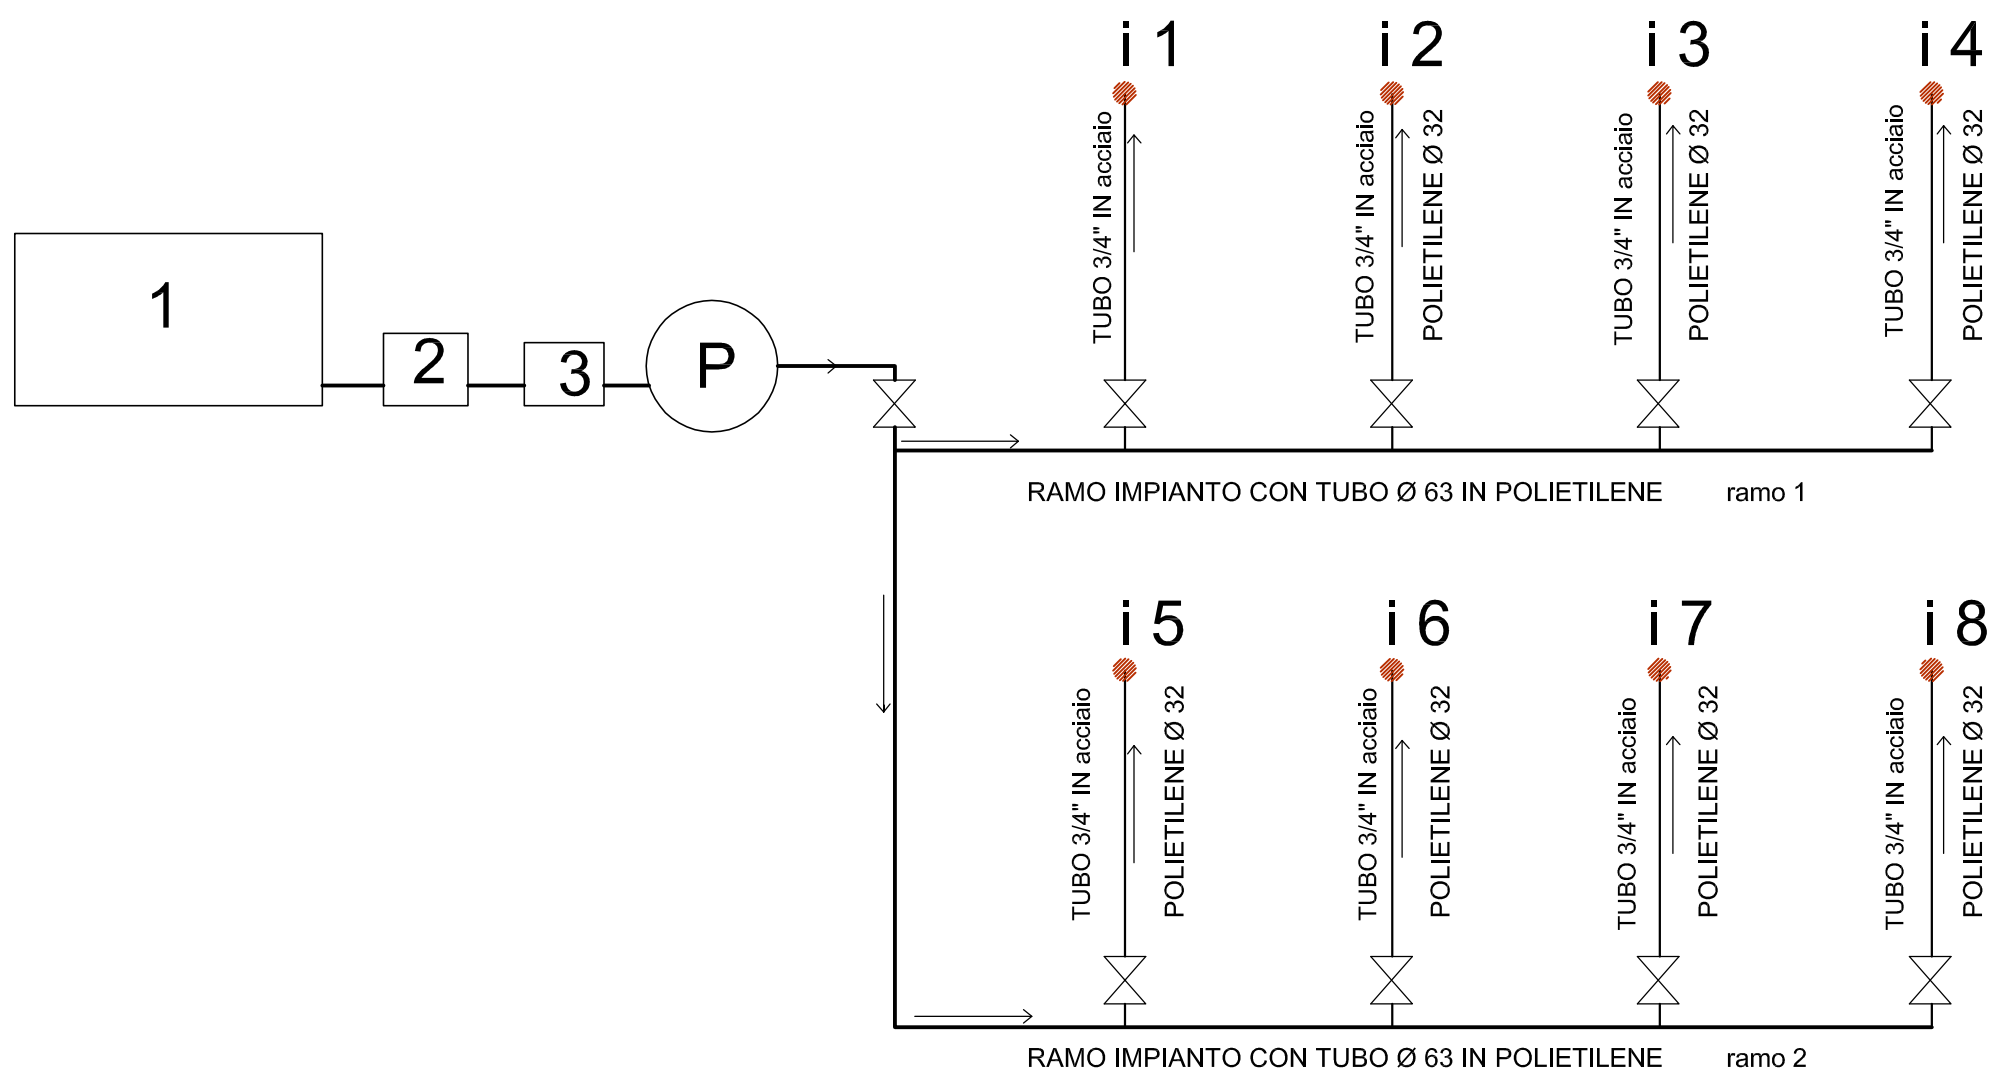 i 1
i 2
i 3
i 4
TUBO 3/4" IN acciaio
TUBO 3/4" IN acciaio
POLIETILENE Ø 32
TUBO 3/4" IN acciaio
POLIETILENE Ø 32
TUBO 3/4" IN acciaio
POLIETILENE Ø 32
1
2
3
P
RAMO IMPIANTO CON TUBO Ø 63 IN POLIETILENE
ramo 1
i 5
i 6
i 7
i 8
TUBO 3/4" IN acciaio
POLIETILENE Ø 32
TUBO 3/4" IN acciaio
POLIETILENE Ø 32
TUBO 3/4" IN acciaio
POLIETILENE Ø 32
TUBO 3/4" IN acciaio
POLIETILENE Ø 32
RAMO IMPIANTO CON TUBO Ø 63 IN POLIETILENE
ramo 2